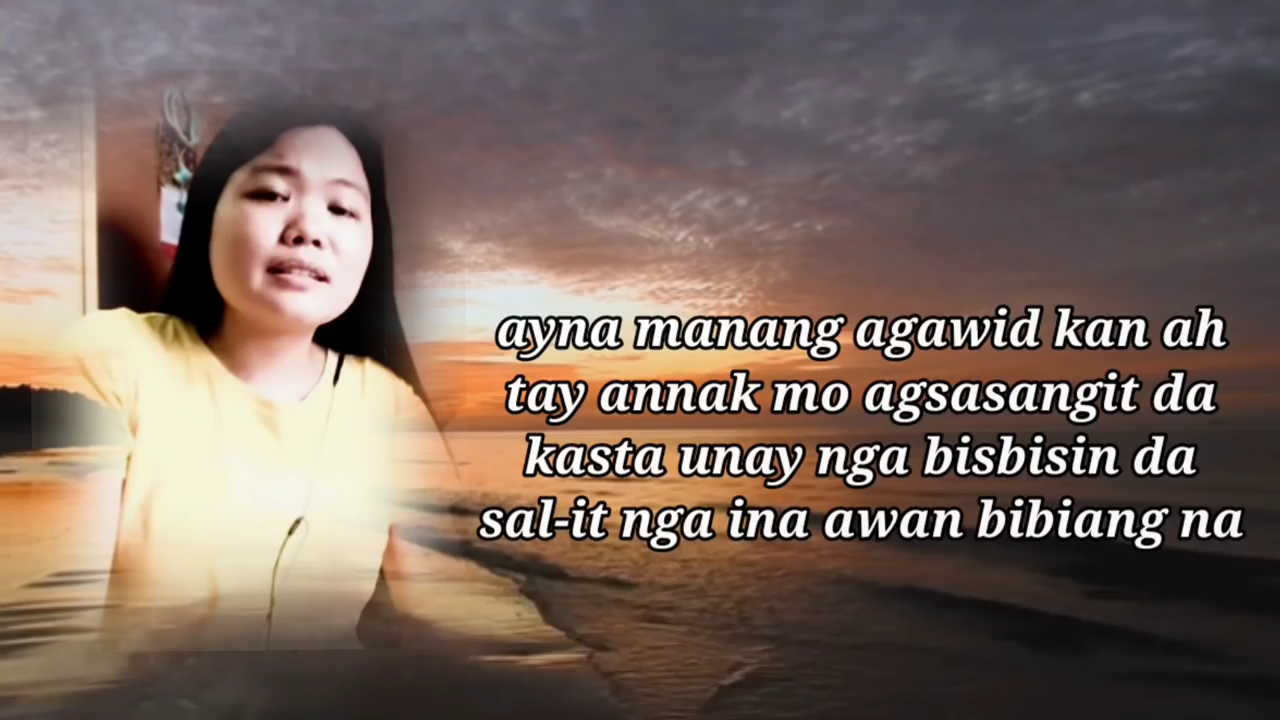 ayna manang agawid kan ah
tay annak mo agsasangit da
kasta unay nga bisbisin da
sal-it nga ina awan bibiang na